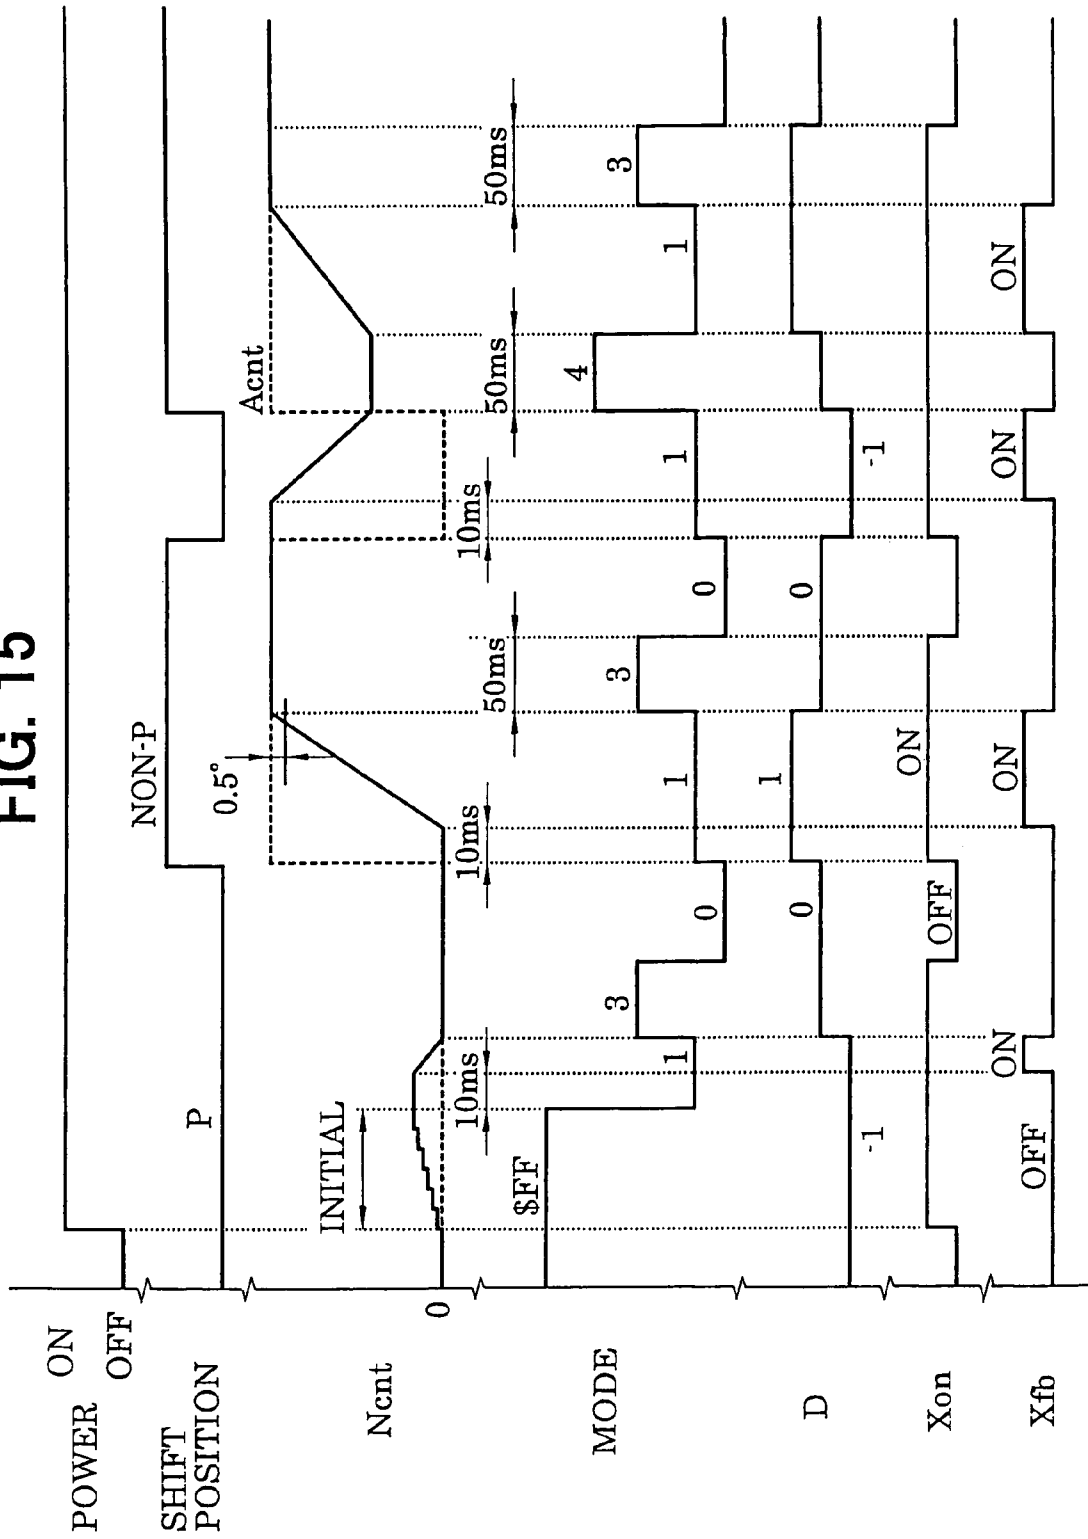 FIG. 15
POWER
ON
OFF
SHIFT
POSITION
P
NON-P
Ncnt
0
INITIAL
10ms
10ms
0.5°
50ms
10ms
Acnt
50ms
50ms
MODE
$FF
1
3
0
1
3
0
1
4
1
3
D
-1
0
1
0
-1
Xon
OFF
ON
Xfb
OFF
ON
ON
ON
ON